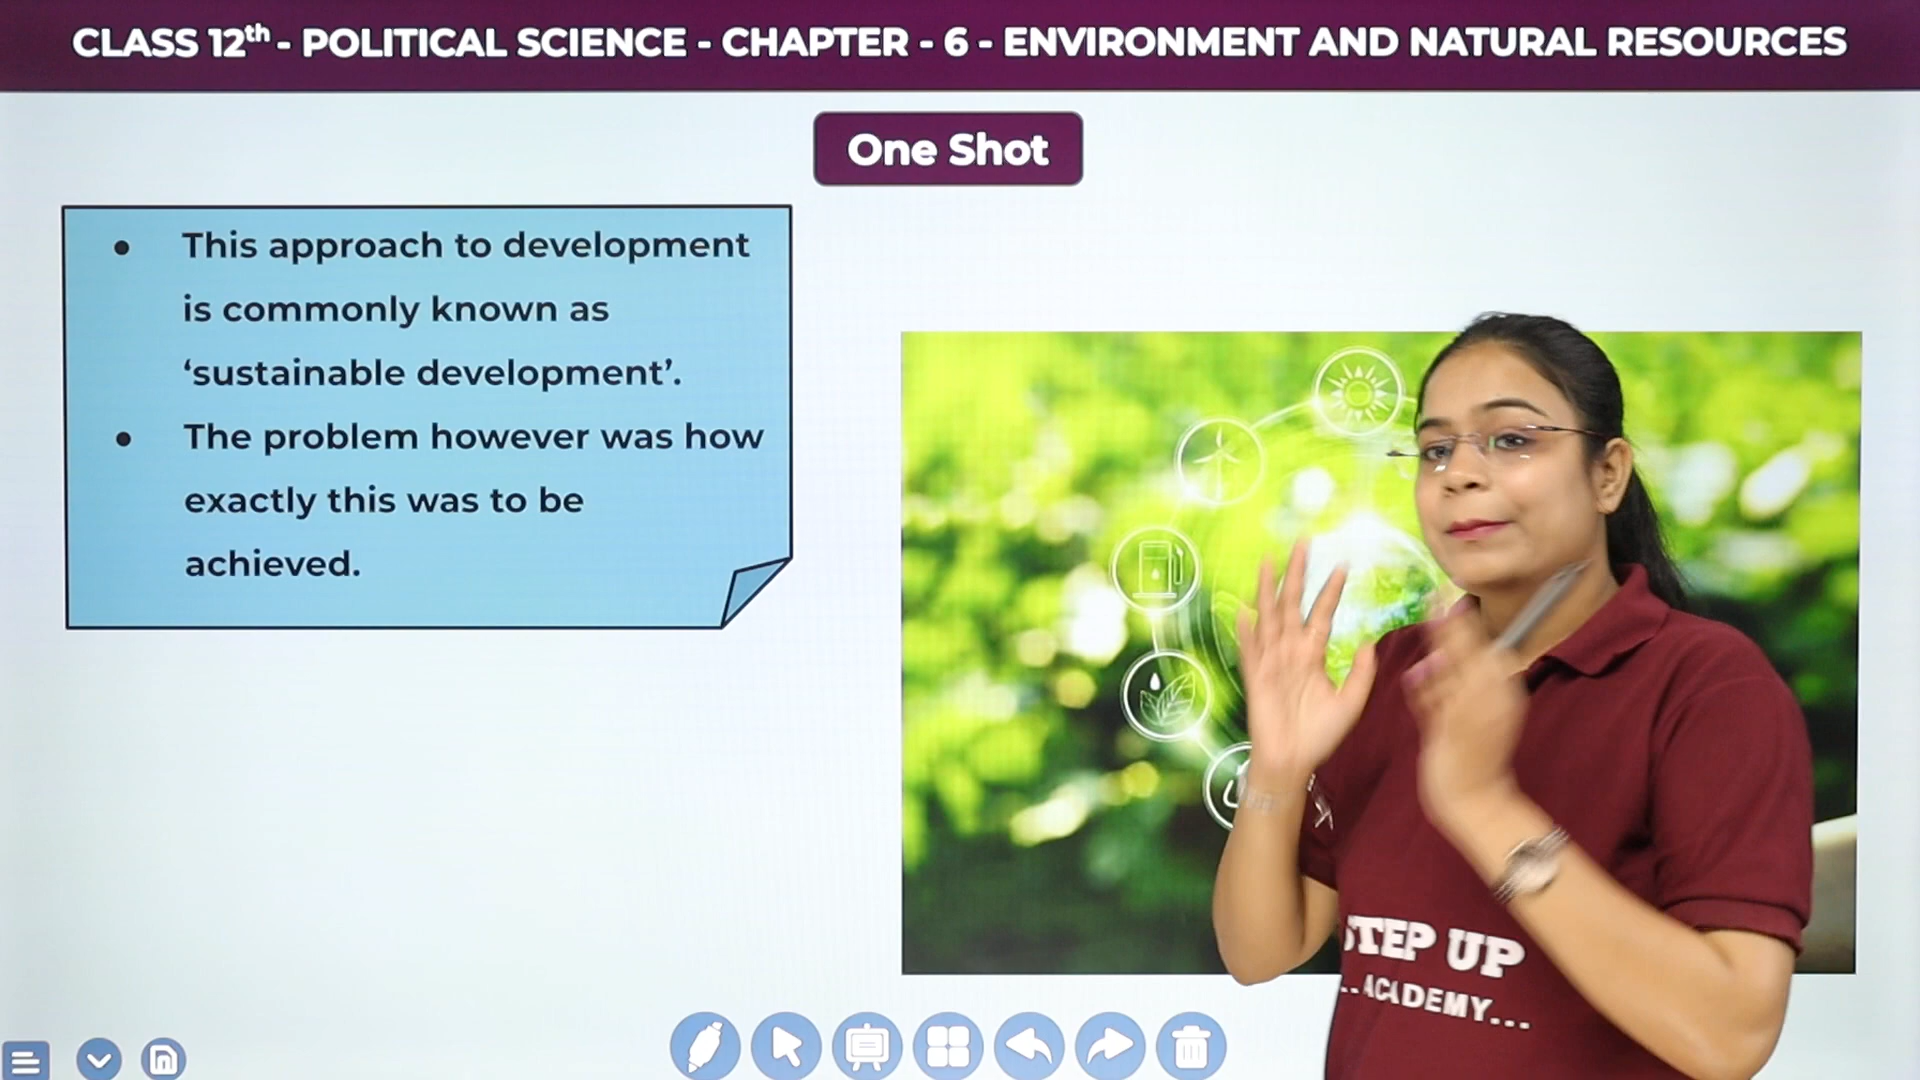 CLASS 12th - POLITICAL SCIENCE - CHAPTER - 6 - ENVIRONMENT AND NATURAL RESOURCES
One Shot
• This approach to development
is commonly known as
‘sustainable development’.
• The problem however was how
exactly this was to be
achieved.
STEP UP
..ACADEMY...